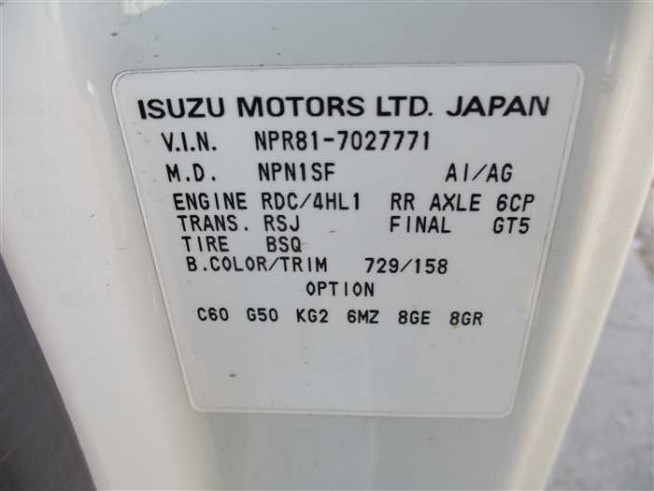 ISUZU MOTORS LTD. JAPAN
V.I.N. NPR81-7027771
M.D. NPN1SF AI/AG
ENGINE RDC/4HL1 RR AXLE 6CP
TRANS. RSJ FINAL GT5
TIRE BSQ
B.COLOR/TRIM 729/158
OPTION
C60 G50 KG2 6MZ 8GE 8GR